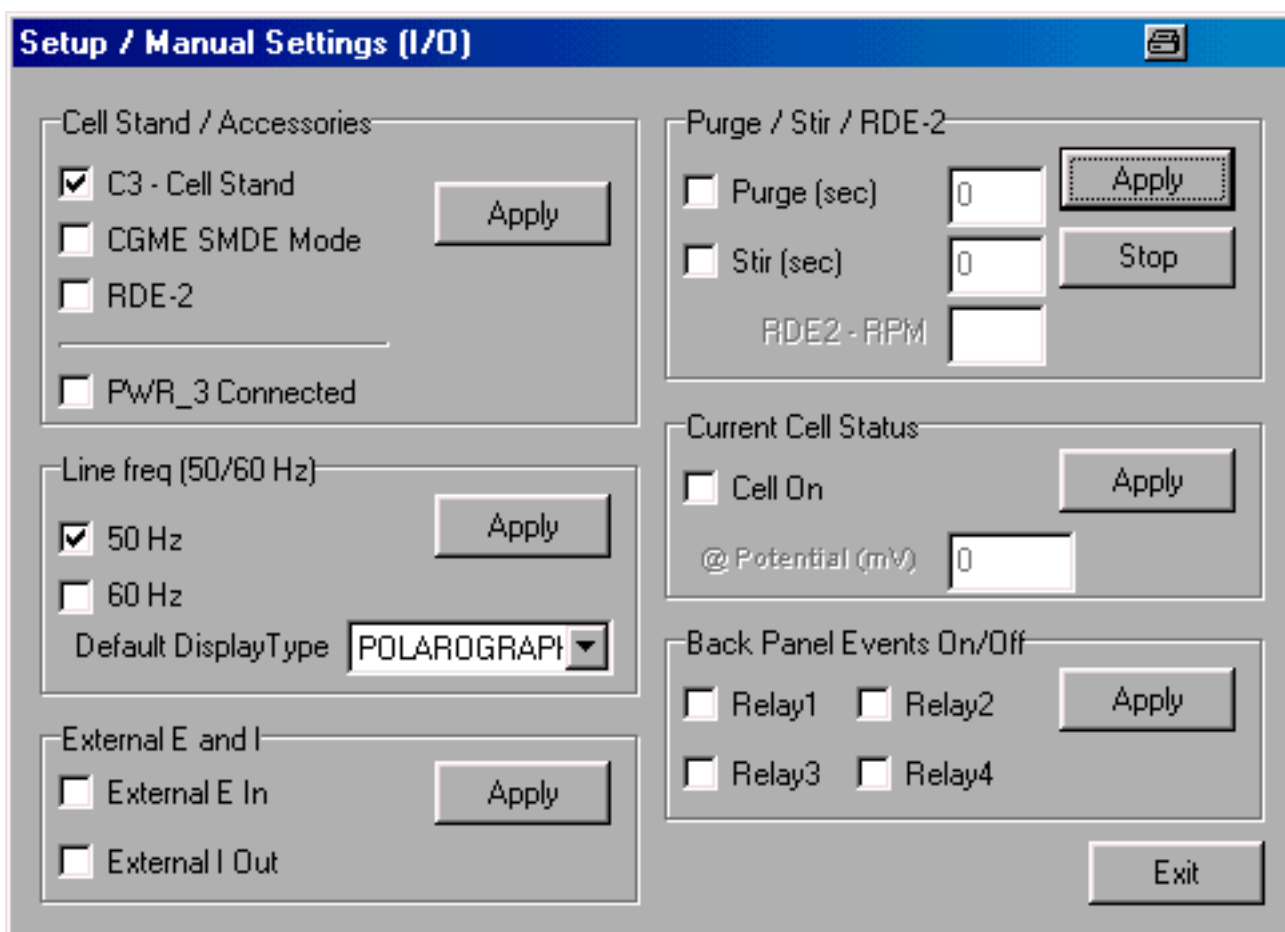 Setup / Manual Settings (I/O)
Cell Stand / Accessories
C3 - Cell Stand
CGME SMDE Mode
RDE-2
Apply
PWR_3 Connected
Line freq (50/60 Hz)
50 Hz
60 Hz
Apply
Default DisplayType POLAROGRAPH
External E and I
External E In
External I Out
Apply
Purge / Stir / RDE-2
Purge (sec) 0 Apply
Stir (sec) 0 Stop
RDE2 - RPM
Current Cell Status
Cell On Apply
@ Potential (mV) 0
Back Panel Events On/Off
Relay1 Relay2 Apply
Relay3 Relay4
Exit